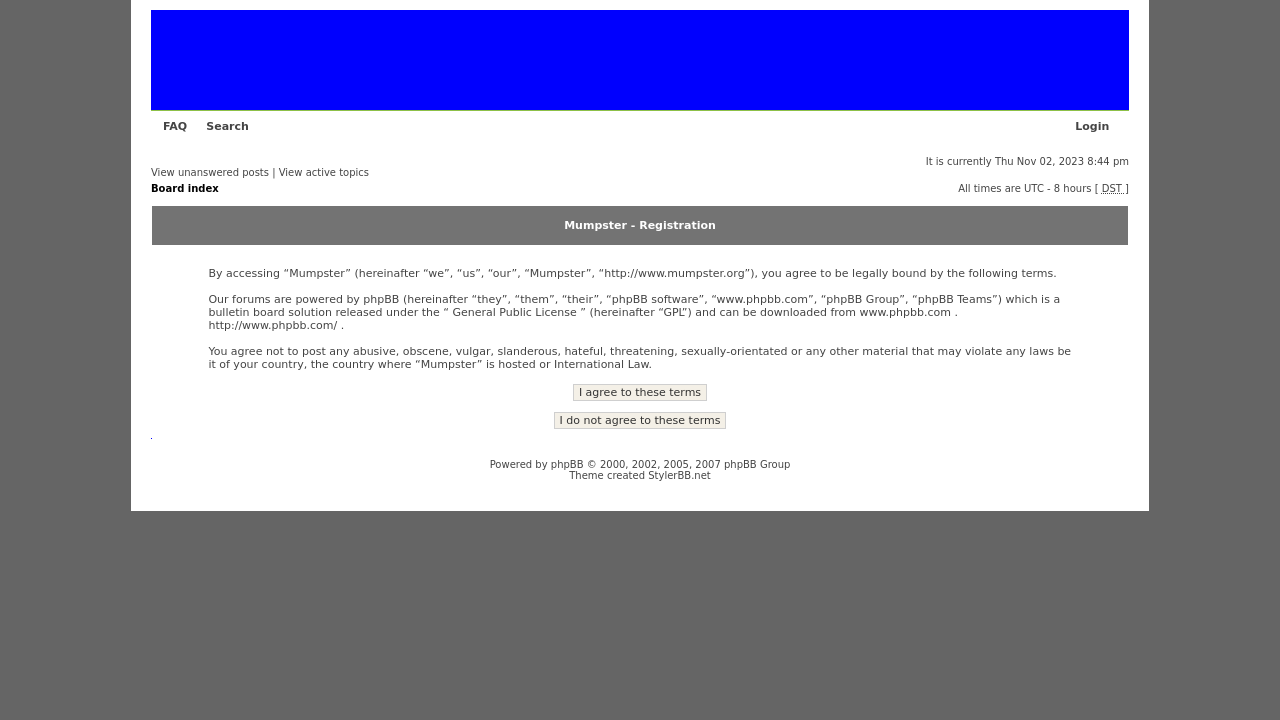 FAQ Search Login
It is currently Thu Nov 02, 2023 8:44 pm
View unanswered posts | View active topics
Board index All times are UTC - 8 hours [ DST ]
Mumpster - Registration
By accessing “Mumpster” (hereinafter “we”, “us”, “our”, “Mumpster”, “http://www.mumpster.org”), you agree to be legally bound by the following terms.
Our forums are powered by phpBB (hereinafter “they”, “them”, “their”, “phpBB software”, “www.phpbb.com”, “phpBB Group”, “phpBB Teams”) which is a
bulletin board solution released under the “ General Public License ” (hereinafter “GPL”) and can be downloaded from www.phpbb.com .
http://www.phpbb.com/ .
You agree not to post any abusive, obscene, vulgar, slanderous, hateful, threatening, sexually-orientated or any other material that may violate any laws be
it of your country, the country where “Mumpster” is hosted or International Law.
I agree to these terms
I do not agree to these terms
.
Powered by phpBB © 2000, 2002, 2005, 2007 phpBB Group
Theme created StylerBB.net